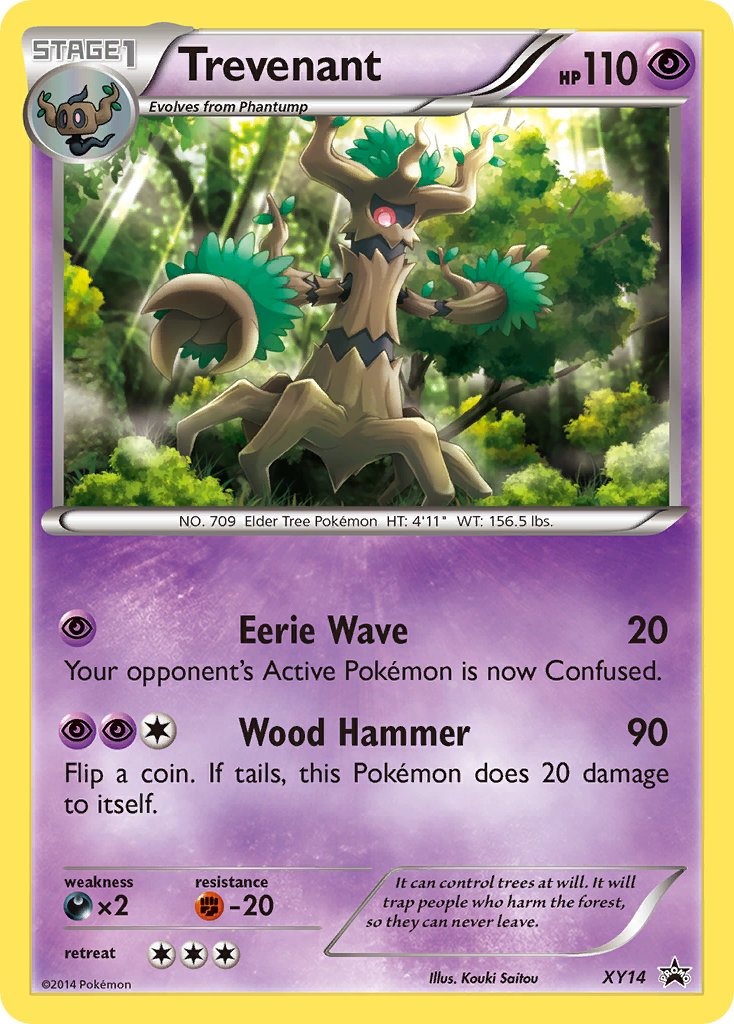 STAGE1
Trevenant
HP110
Evolves from Phantump
NO. 709 Elder Tree Pokémon HT: 4'11" WT: 156.5 lbs.
Eerie Wave 20
Your opponent's Active Pokémon is now Confused.
Wood Hammer 90
Flip a coin. If tails, this Pokémon does 20 damage
to itself.
weakness
×2
resistance
-20
retreat
It can control trees at will. It will
trap people who harm the forest,
so they can never leave.
©2014 Pokémon
Illus. Kouki Saitou
XY14
PROMO